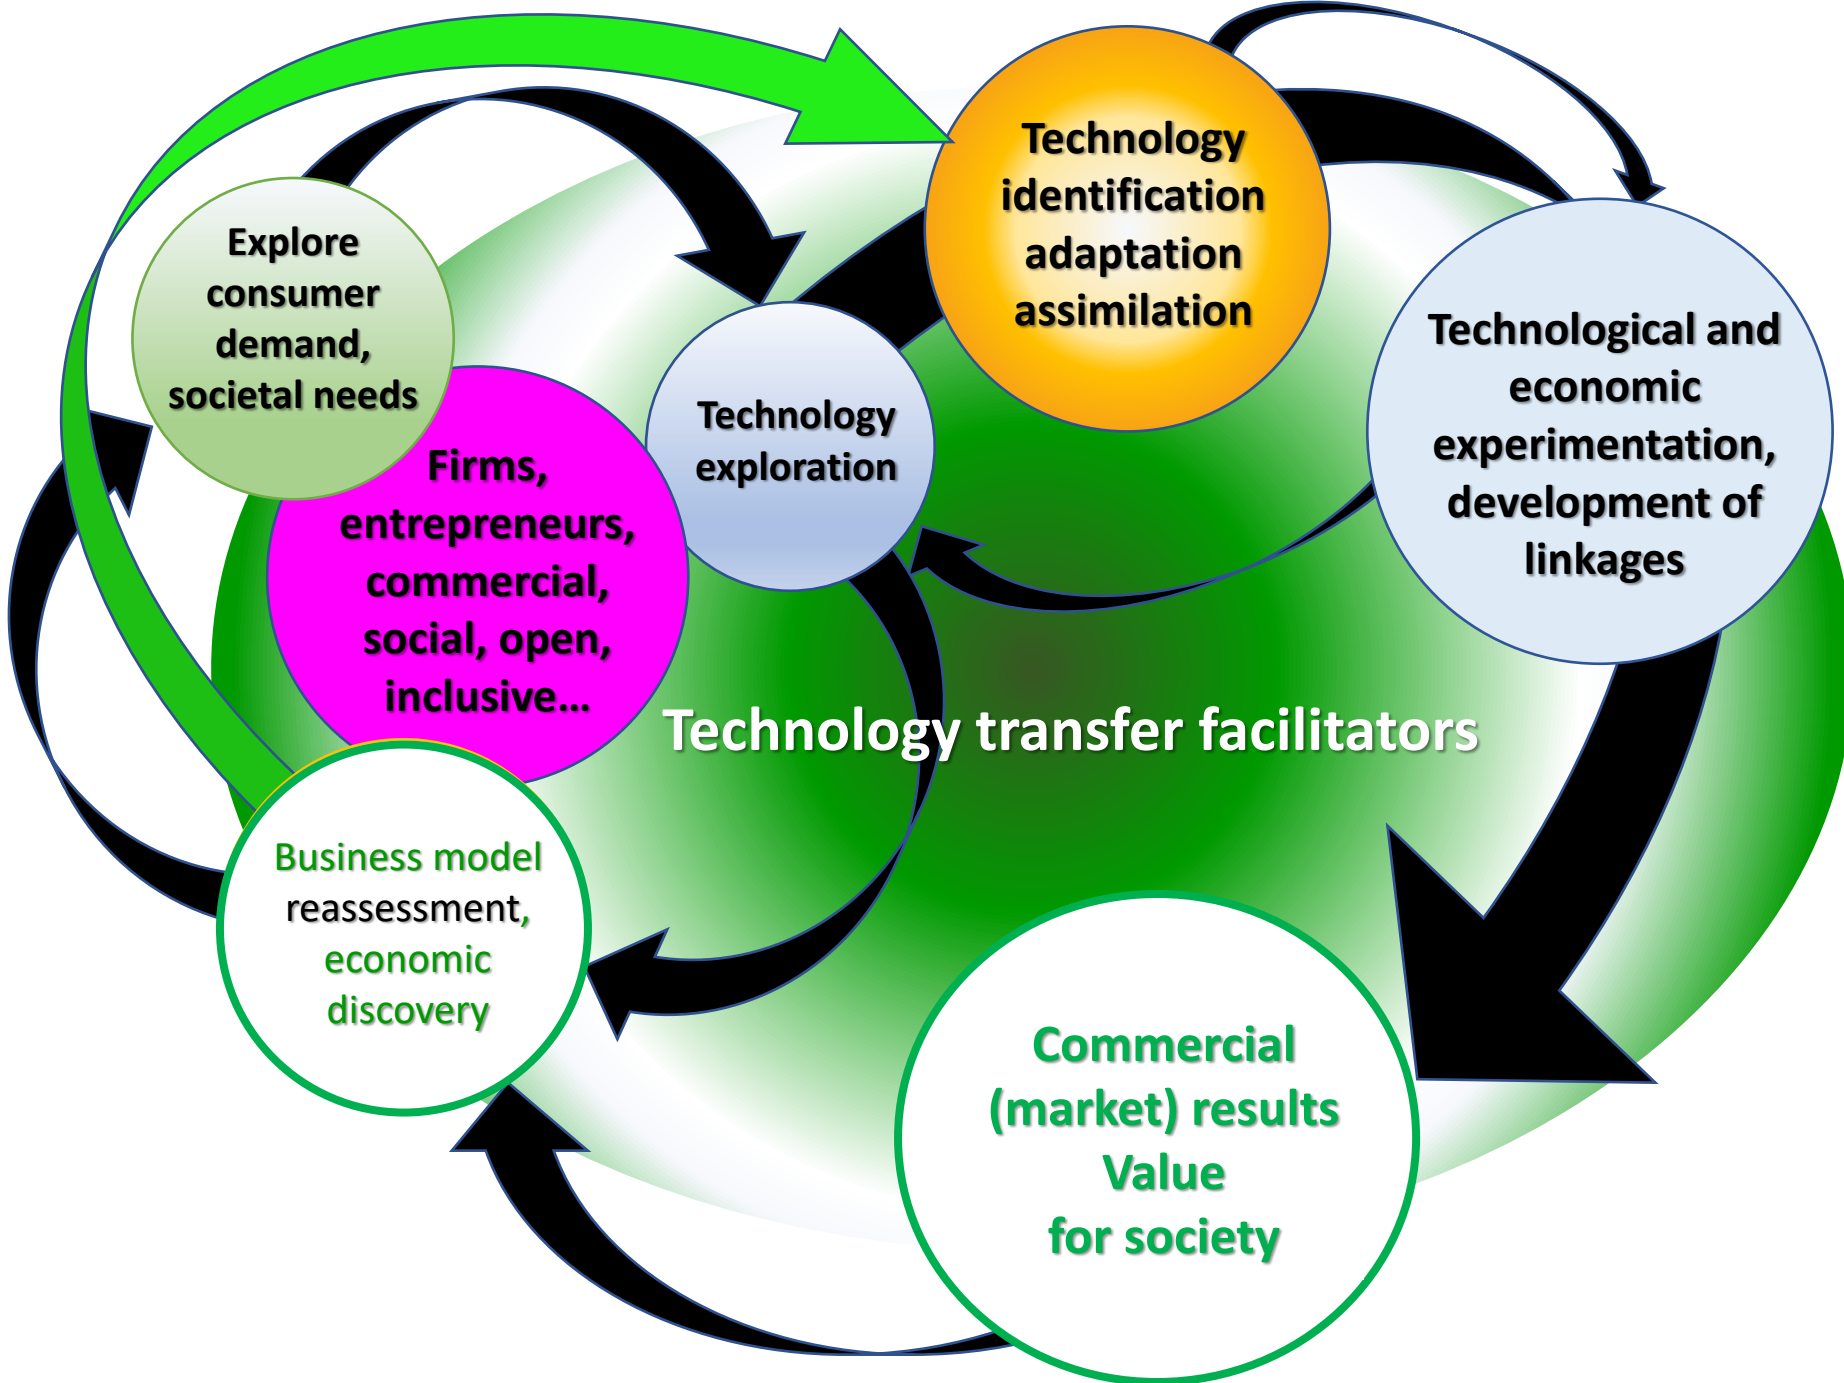 Technology
identification
adaptation
assimilation
Explore
consumer
demand,
societal needs
Technological and
economic
experimentation,
development of
linkages
Technology
exploration
Firms,
entrepreneurs,
commercial,
social, open,
inclusive...
Technology transfer facilitators
Business model
reassessment,
economic
discovery
Commercial
(market) results
Value
for society